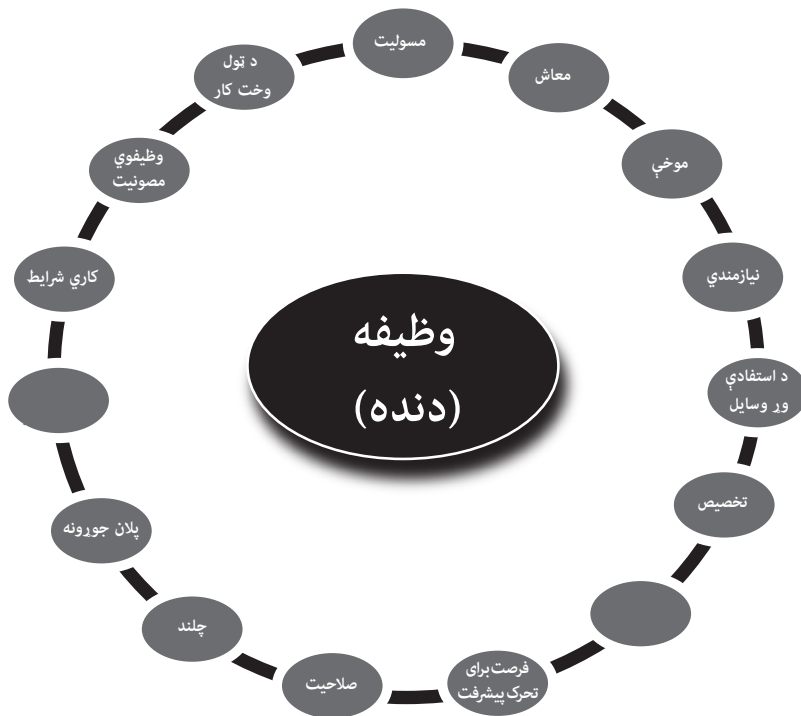 مسولیت
معاش
موخې
نیازمندي
د استفادې
وړ وسایل
تخصیص
فرصت برای
تحرک پیشرفت
صلاحیت
چلند
پلان جوړونه
کاري شرایط
وظیفوي
مصونیت
د ټول
وخت کار
وظیفه
(دنده)